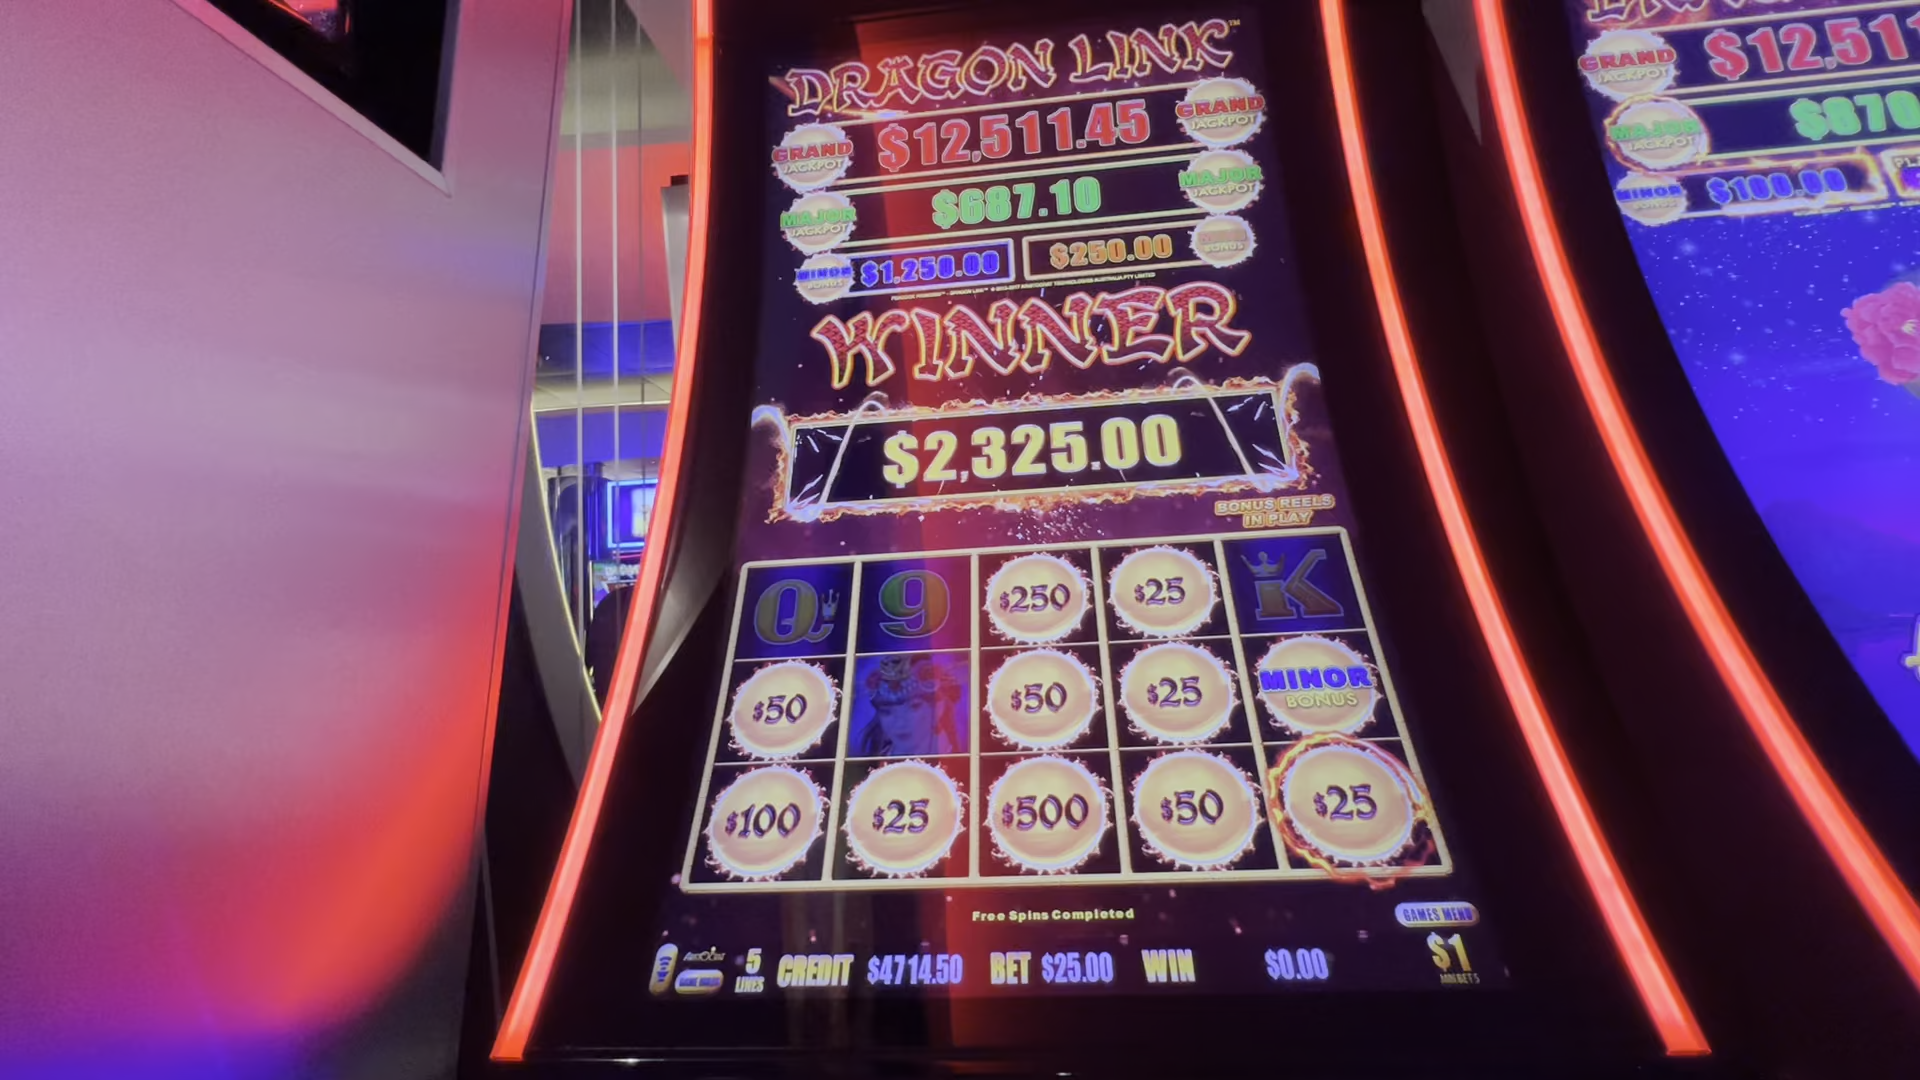 DRAGON LINK™
GRAND JACKPOT $12,511.45 GRAND JACKPOT
MAJOR JACKPOT $687.10 MAJOR JACKPOT
MINOR BONUS $1,250.00 $250.00 BONUS
WINNER
$2,325.00
BONUS REELS
IN PLAY
Q 9 $250 $25 K
$50 $50 $25 MINOR BONUS
$100 $25 $500 $50 $25
Free Spins Completed
GAMES MENU
5 LINES CREDIT $4714.50 BET $25.00 WIN $0.00 $1
GRAND JACKPOT $12,511
MAJOR JACKPOT $870
MINOR BONUS $100.00